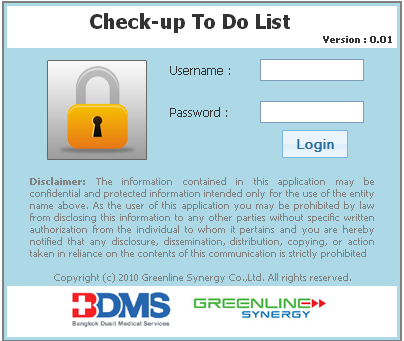 Check-up To Do List
Version : 0.01
Username :
Password :
Login
Disclaimer: The information contained in this application may be
confidential and protected information intended only for the use of the entity
name above. As the user of this application you may be prohibited by law
from disclosing this information to any other parties without specific written
authorization from the individual to whom it pertains and you are hereby
notified that any disclosure, dissemination, distribution, copying, or action
taken in reliance on the contents of this communication is strictly prohibited
Copyright (c) 2010 Greenline Synergy Co.,Ltd. All rights reserved.
BDMS
Bangkok Dusit Medical Services
GREENLINE
SYNERGY